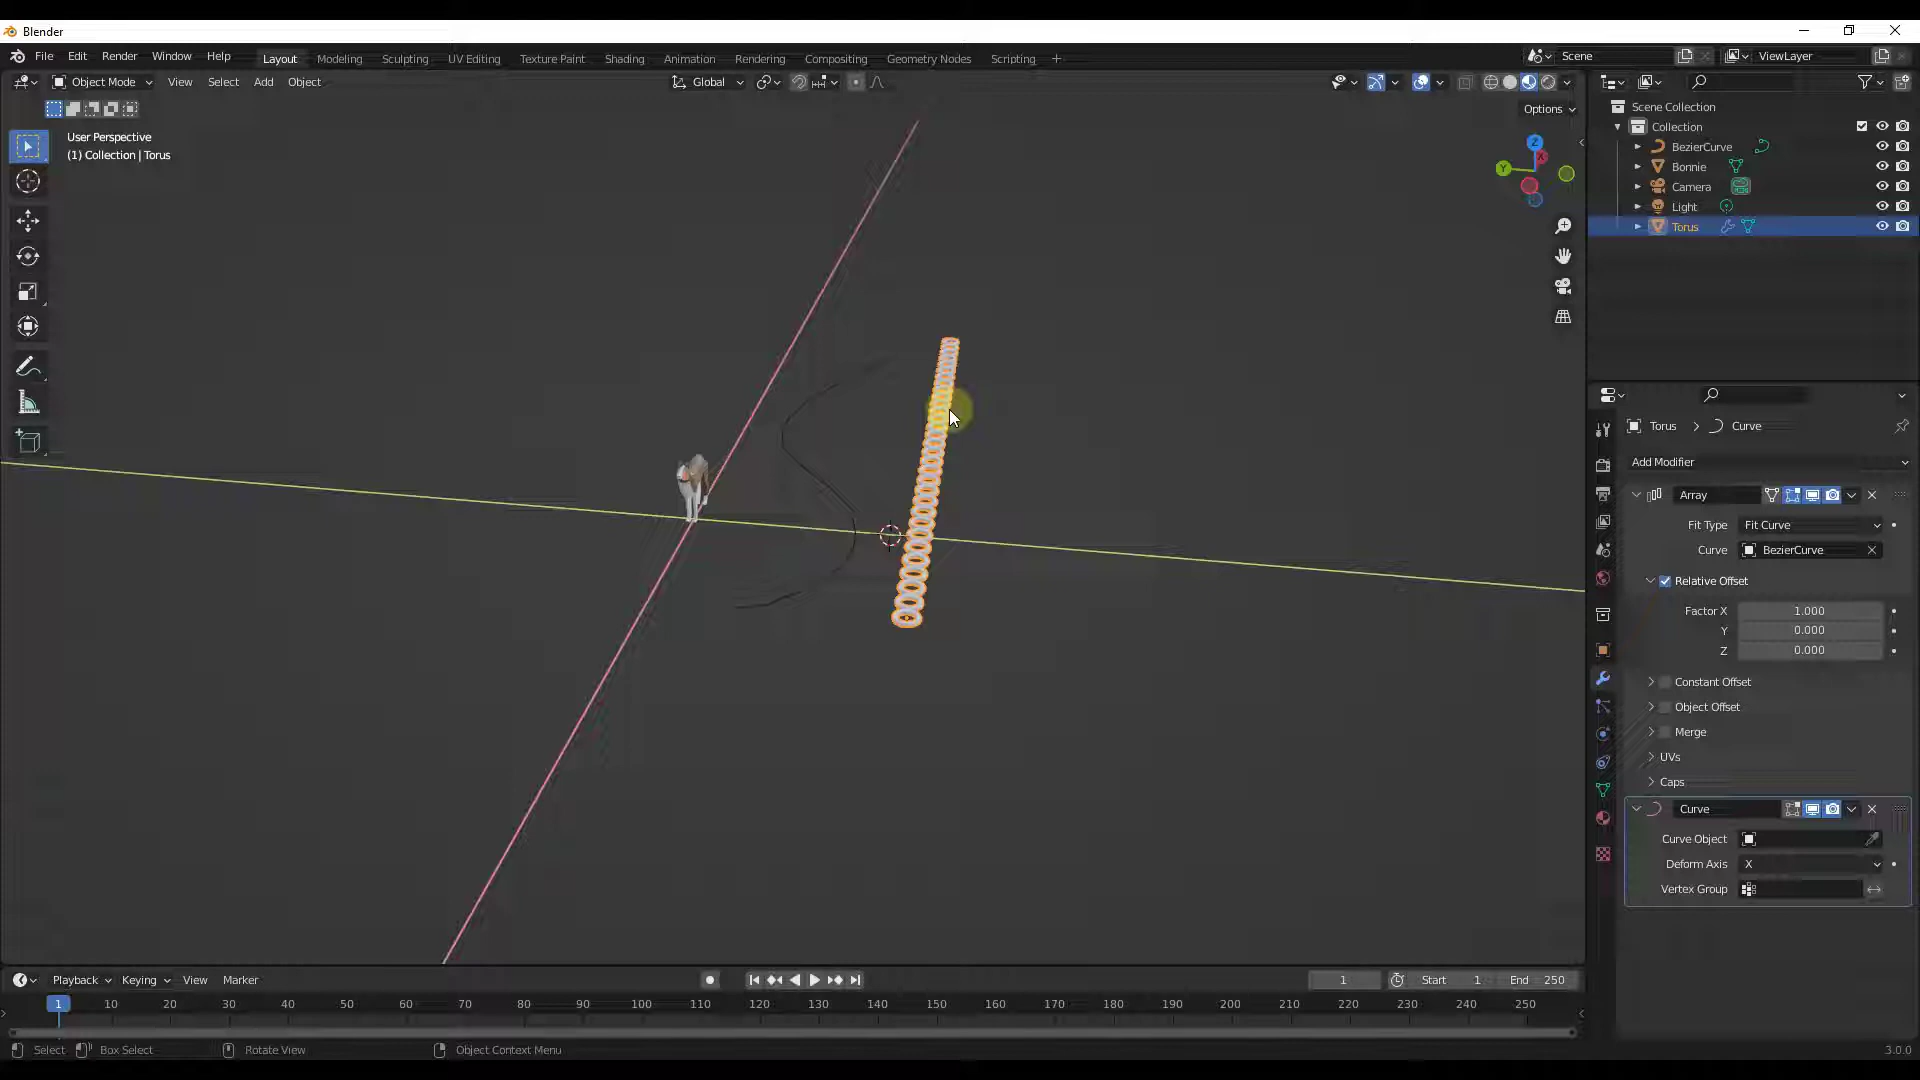 Blender
File Edit Render Window Help Layout Modeling Sculpting UV Editing Texture Paint Shading Animation Rendering Compositing Geometry Nodes Scripting + Scene ViewLayer
Object Mode View Select Add Object Global
Options
User Perspective
(1) Collection | Torus
Z
X
Y
Scene Collection
Collection
BezierCurve
Bonnie
Camera
Light
Torus
Torus > Curve
Add Modifier
Array
Fit Type Fit Curve
Curve BezierCurve
Relative Offset
Factor X 1.000
Y 0.000
Z 0.000
Constant Offset
Object Offset
Merge
UVs
Caps
Curve
Curve Object
Deform Axis X
Vertex Group
Playback Keying View Marker 1 Start 1 End 250
1 10 20 30 40 50 60 70 80 90 100 110 120 130 140 150 160 170 180 190 200 210 220 230 240 250
Select Box Select Rotate View Object Context Menu 3.0.0